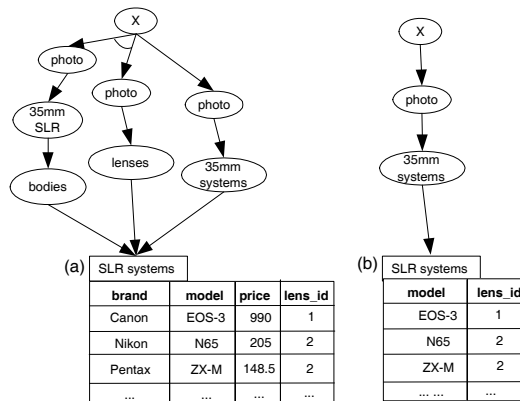 X
photo
photo
photo
35mm
SLR
lenses
35mm
systems
bodies
(a)
SLR systems
brand model price lens_id
Canon EOS-3 990 1
Nikon N65 205 2
Pentax ZX-M 148.5 2
... ... ... ...
X
photo
35mm
systems
(b)
SLR systems
model lens_id
EOS-3 1
N65 2
ZX-M 2
... ... ...